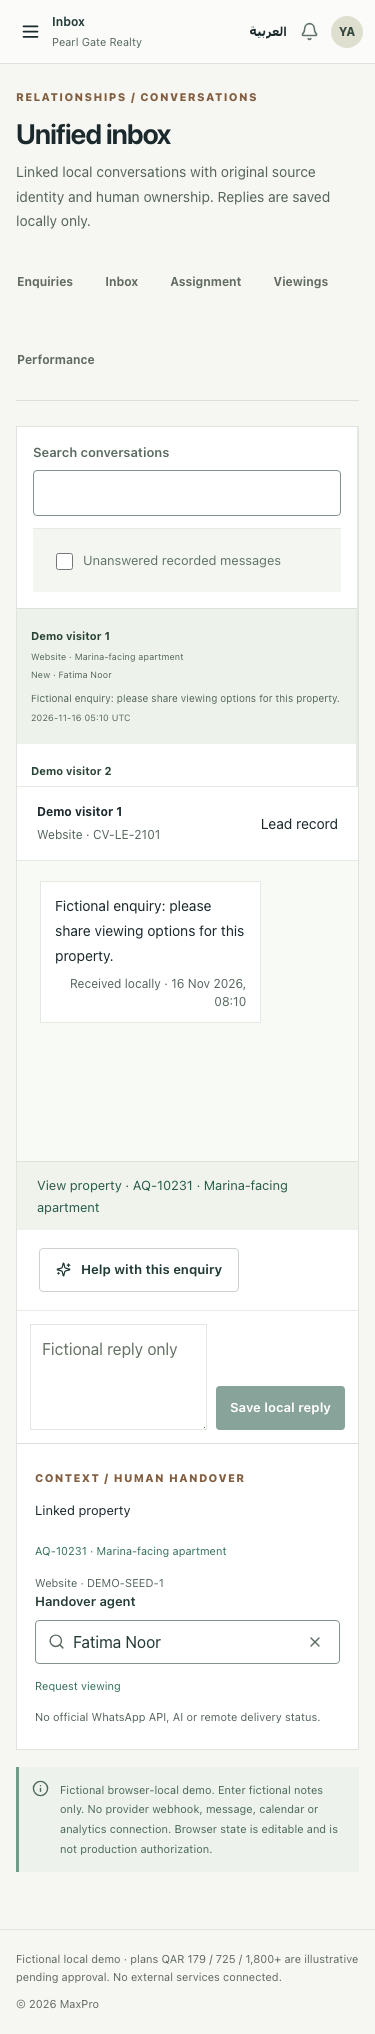 Inbox
Pearl Gate Realty
العربية
YA
RELATIONSHIPS / CONVERSATIONS
Unified inbox
Linked local conversations with original source
identity and human ownership. Replies are saved
locally only.
Enquiries Inbox Assignment Viewings
Performance
Search conversations
Unanswered recorded messages
Demo visitor 1
Website · Marina-facing apartment
New · Fatima Noor
Fictional enquiry: please share viewing options for this property.
2026-11-16 05:10 UTC
Demo visitor 2
Demo visitor 1
Website · CV-LE-2101
Lead record
Fictional enquiry: please
share viewing options for this
property.
Received locally · 16 Nov 2026,
08:10
View property · AQ-10231 · Marina-facing
apartment
Help with this enquiry
Fictional reply only
Save local reply
CONTEXT / HUMAN HANDOVER
Linked property
AQ-10231 · Marina-facing apartment
Website · DEMO-SEED-1
Handover agent
Fatima Noor
Request viewing
No official WhatsApp API, AI or remote delivery status.
Fictional browser-local demo. Enter fictional notes
only. No provider webhook, message, calendar or
analytics connection. Browser state is editable and is
not production authorization.
Fictional local demo · plans QAR 179 / 725 / 1,800+ are illustrative
pending approval. No external services connected.
© 2026 MaxPro